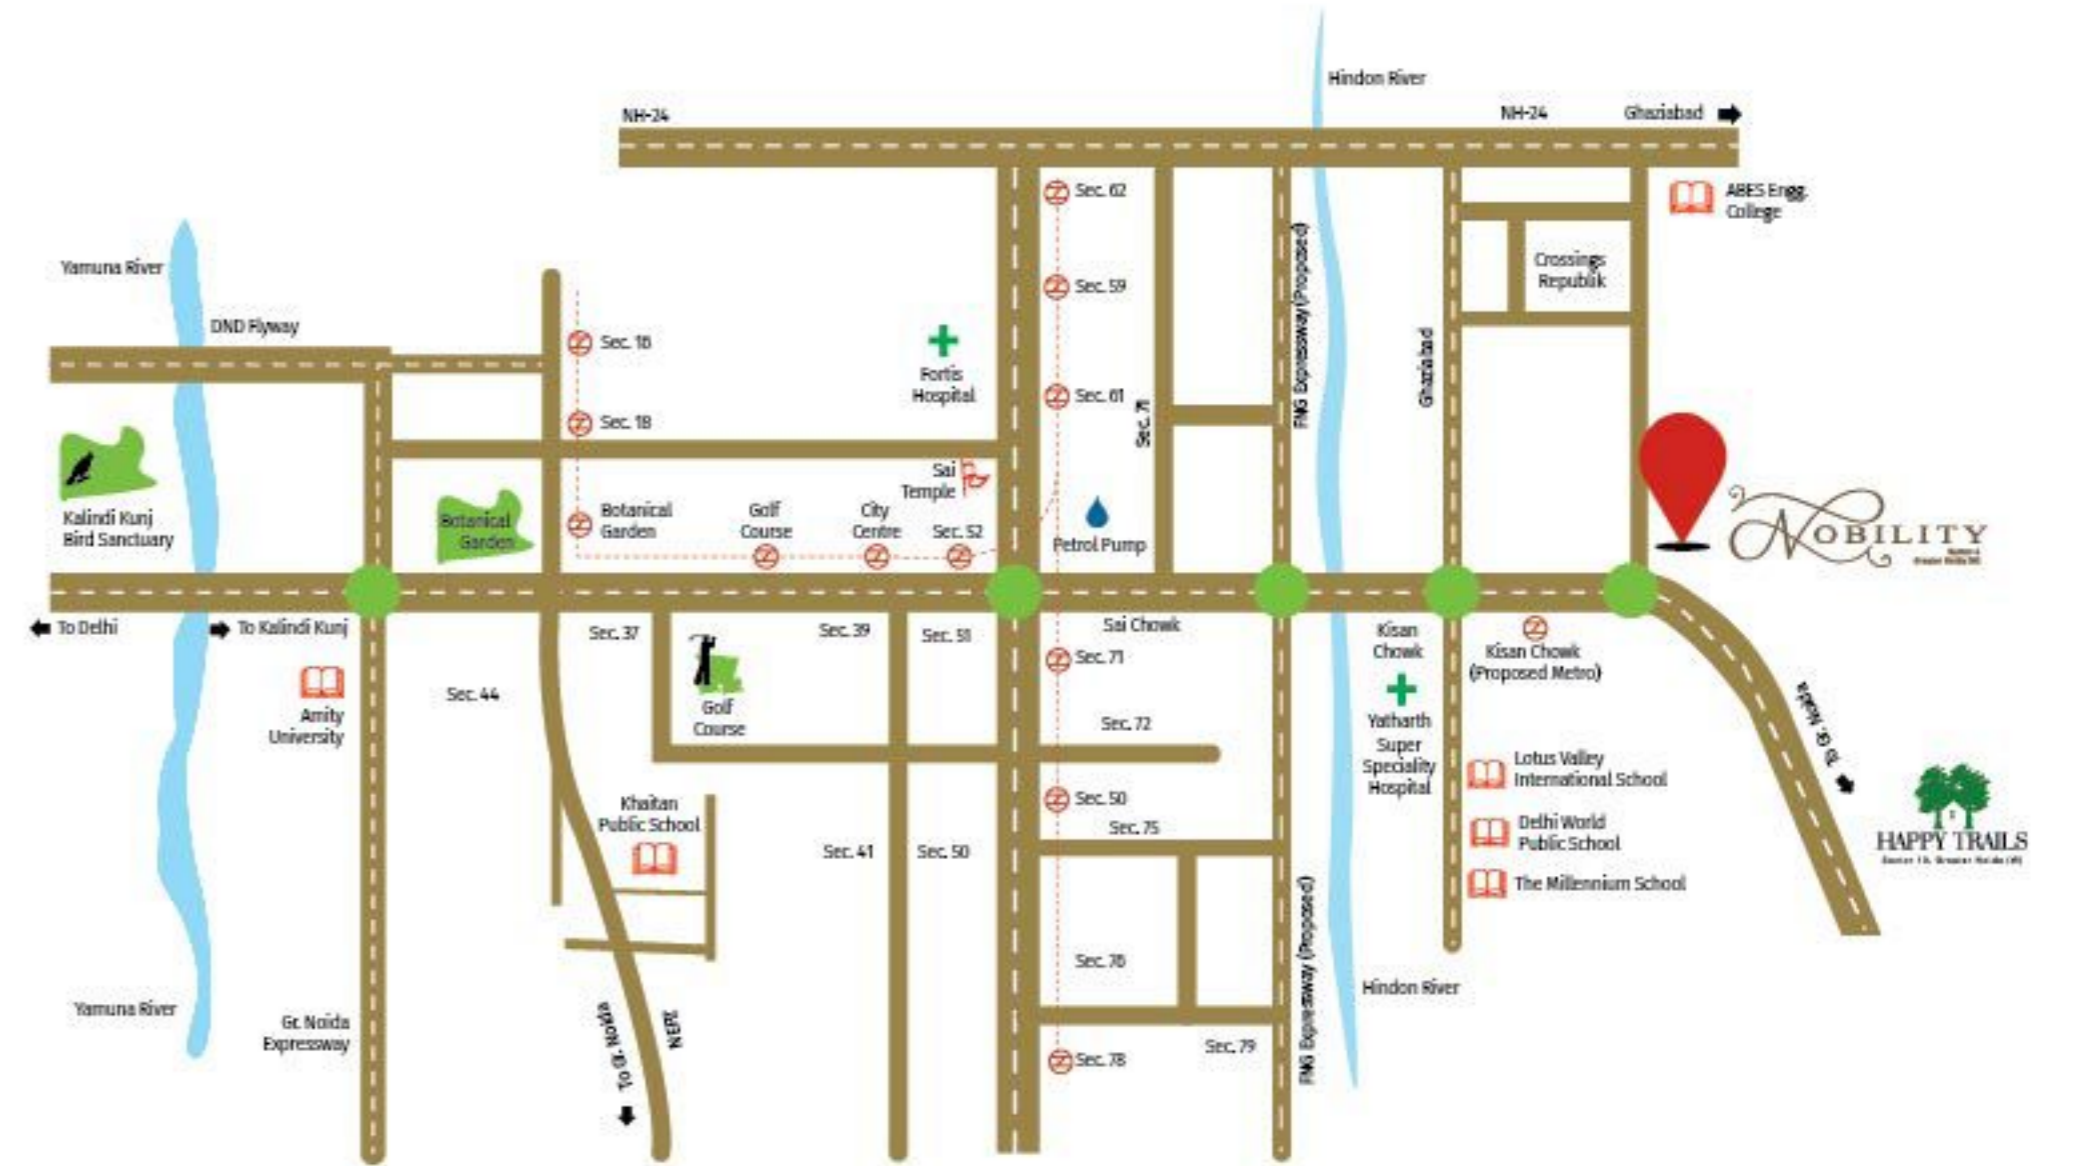 Hindon River
NH-24
NH-24
Ghaziabad
Sec. 62
ABES Engg.
College
Yamuna River
DND Flyway
Sec. 59
FNG Expressway (Proposed)
Crossings
Republik
Sec. 16
Fortis
Hospital
Sec. 61
Sec. 71
Ghaziabad
Sec. 18
Sai
Temple
Kalindi Kunj
Bird Sanctuary
Botanical
Garden
Botanical
Garden
Golf
Course
City
Centre
Sec. 52
Petrol Pump
NOBILITY
To Delhi
To Kalindi Kunj
Sec. 37
Sec. 39
Sec. 51
Sai Chowk
Kisan
Chowk
Kisan Chowk
(Proposed Metro)
Sec. 71
Sec. 44
Amity
University
Golf
Course
Sec. 72
Yatharth
Super
Speciality
Hospital
To Gr. Noida
Lotus Valley
International School
Khaitan
Public School
Sec. 50
Sec. 75
Delhi World
Public School
HAPPY TRAILS
Sector 10, Greater Noida (W)
Sec. 41
Sec. 50
The Millennium School
Sec. 76
FNG Expressway (Proposed)
Hindon River
Yamuna River
Gr. Noida
Expressway
To Gr. Noida
NEPZ
Sec. 79
Sec. 78